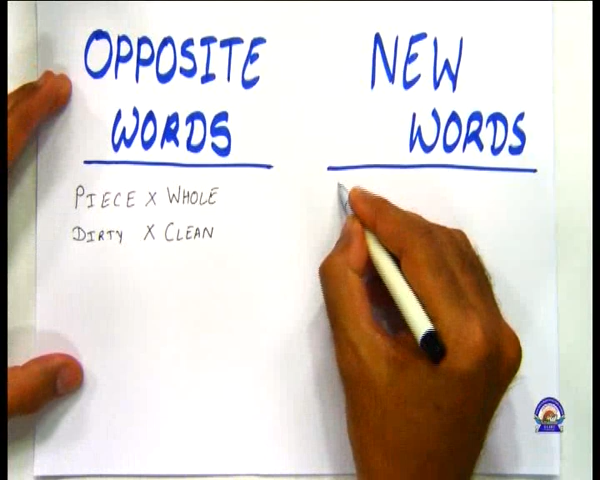 OPPOSITE
WORDS
PIECE X WHOLE
DIRTY X CLEAN
NEW
WORDS